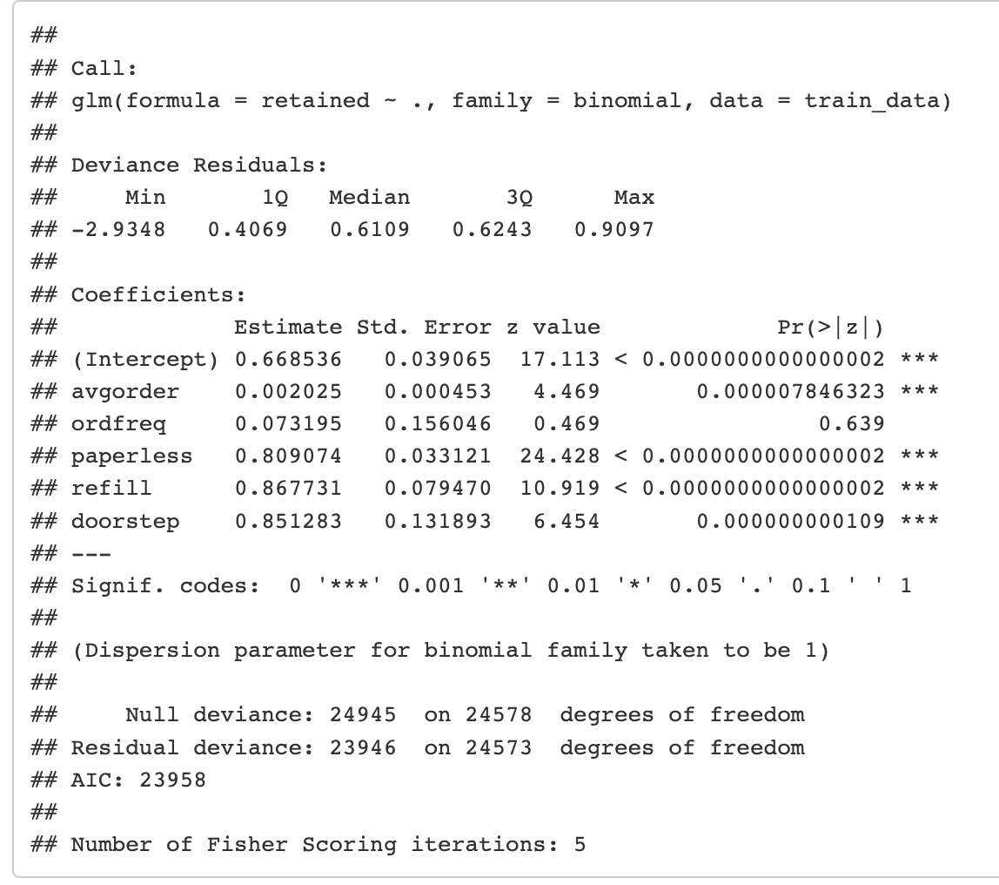 ##
## Call:
## glm(formula = retained ~ ., family = binomial, data = train_data)
##
## Deviance Residuals:
##     Min       1Q   Median       3Q      Max
## -2.9348   0.4069   0.6109   0.6243   0.9097
##
## Coefficients:
##             Estimate Std. Error z value             Pr(>|z|)
## (Intercept) 0.668536   0.039065  17.113 < 0.0000000000000002 ***
## avgorder    0.002025   0.000453   4.469       0.000007846323 ***
## ordfreq     0.073195   0.156046   0.469                0.639
## paperless   0.809074   0.033121  24.428 < 0.0000000000000002 ***
## refill      0.867731   0.079470  10.919 < 0.0000000000000002 ***
## doorstep    0.851283   0.131893   6.454       0.000000000109 ***
## ---
## Signif. codes:  0 '***' 0.001 '**' 0.01 '*' 0.05 '.' 0.1 ' ' 1
##
## (Dispersion parameter for binomial family taken to be 1)
##
##     Null deviance: 24945  on 24578  degrees of freedom
## Residual deviance: 23946  on 24573  degrees of freedom
## AIC: 23958
##
## Number of Fisher Scoring iterations: 5